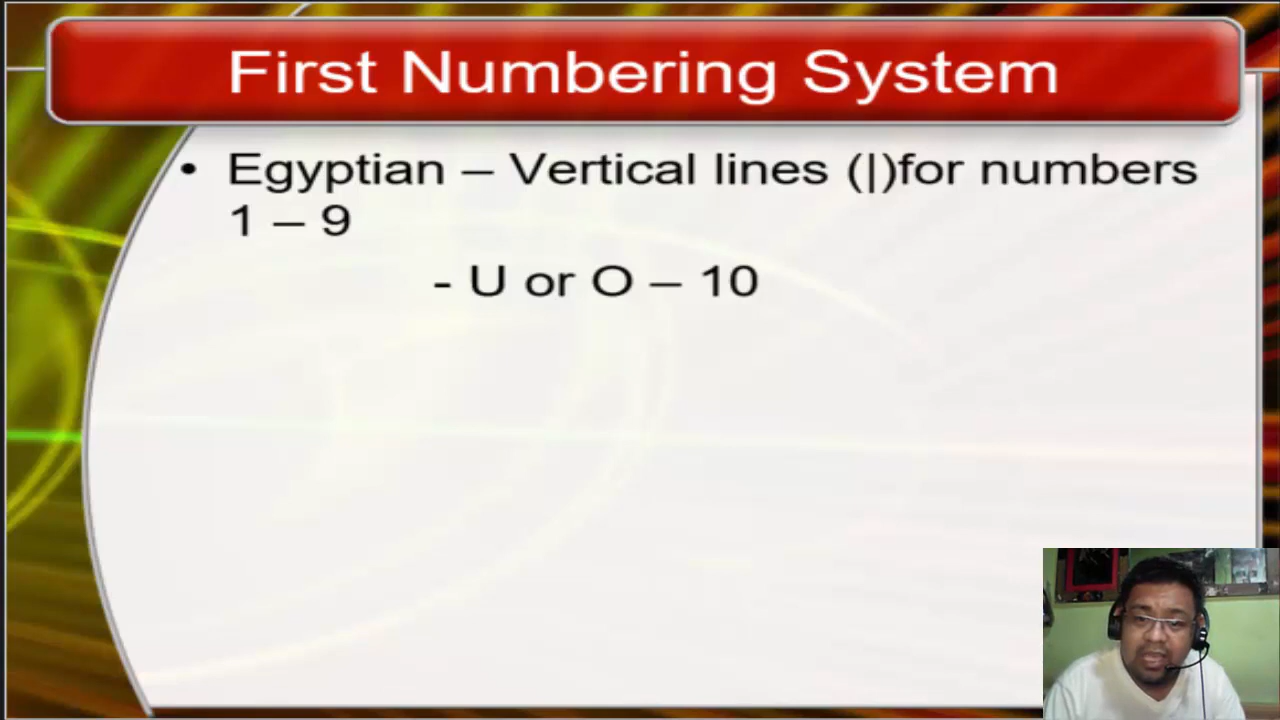 First Numbering System
• Egyptian – Vertical lines (|)for numbers
1 – 9
- U or O – 10